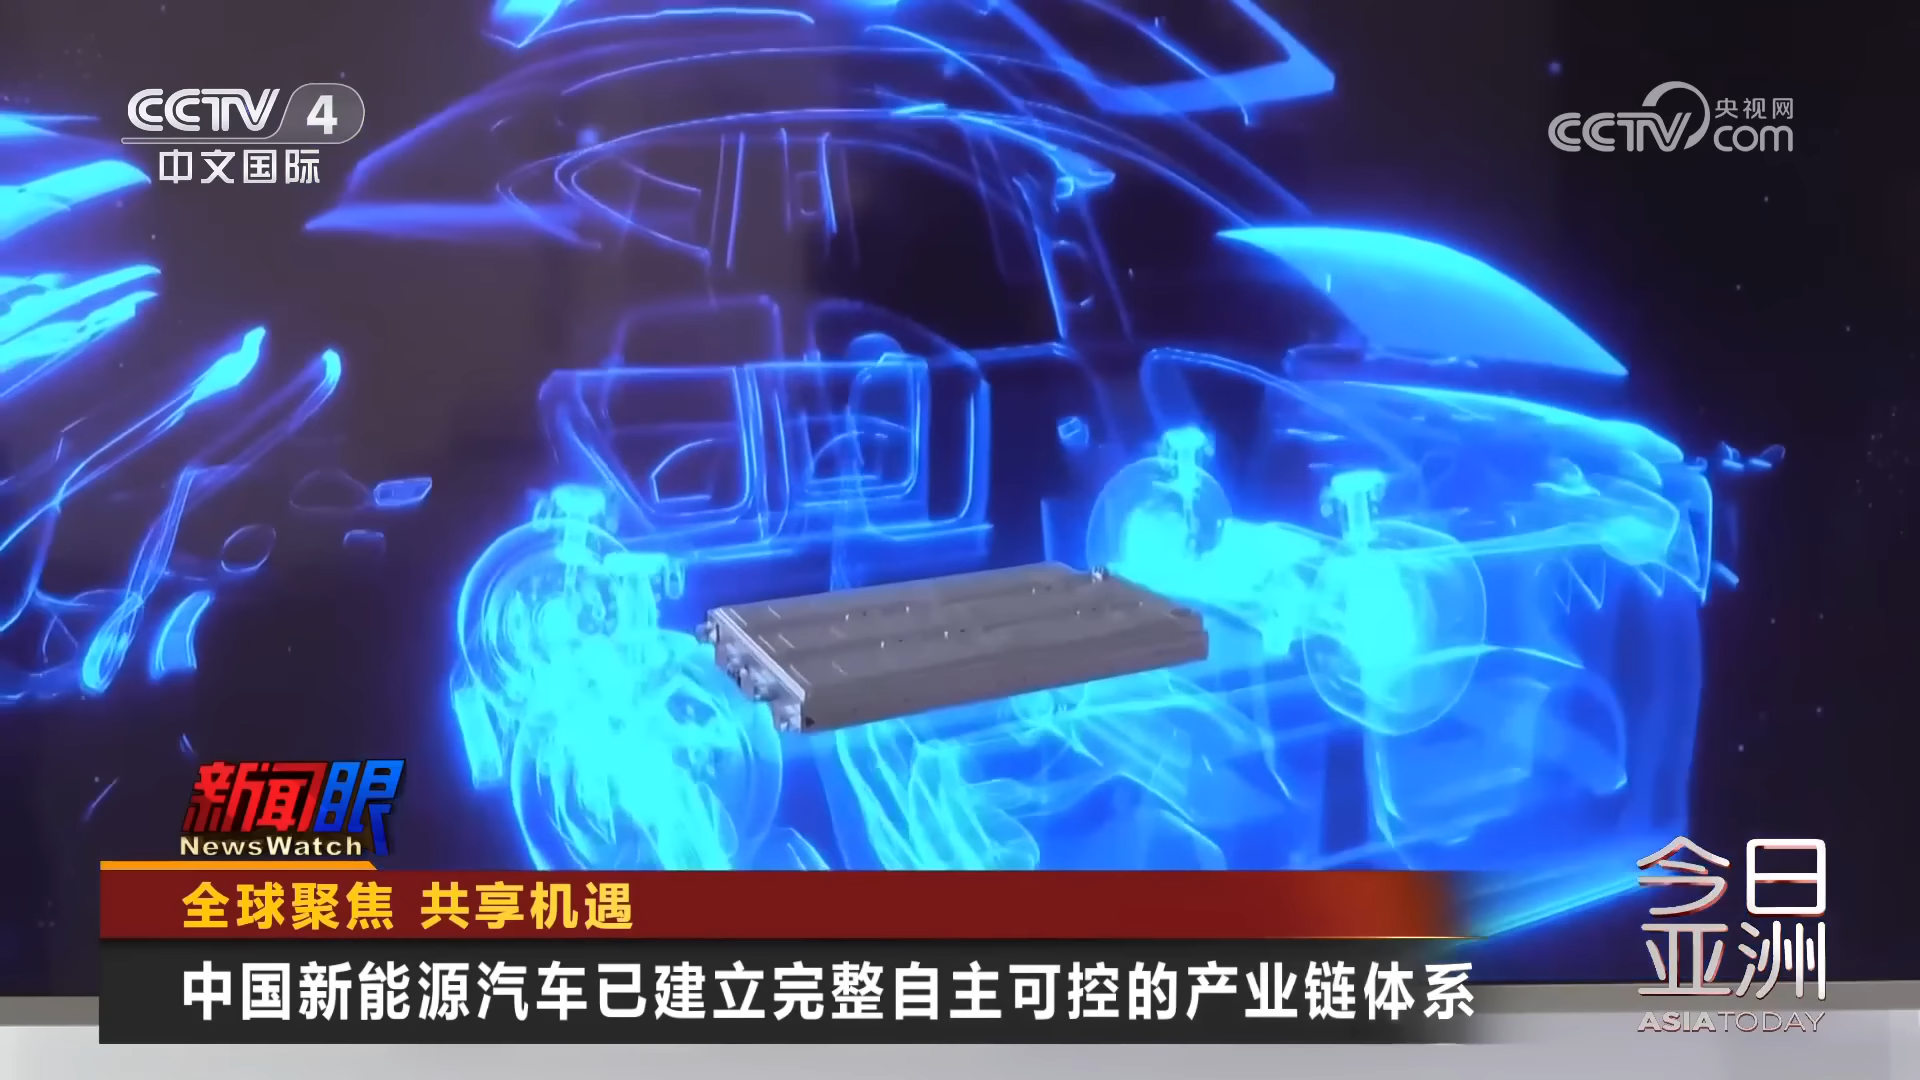 CCTV 4
中文国际
CCTV.com 央视网
新闻眼
NewsWatch
全球聚焦 共享机遇
中国新能源汽车已建立完整自主可控的产业链体系
今日
亚洲
ASIA TODAY